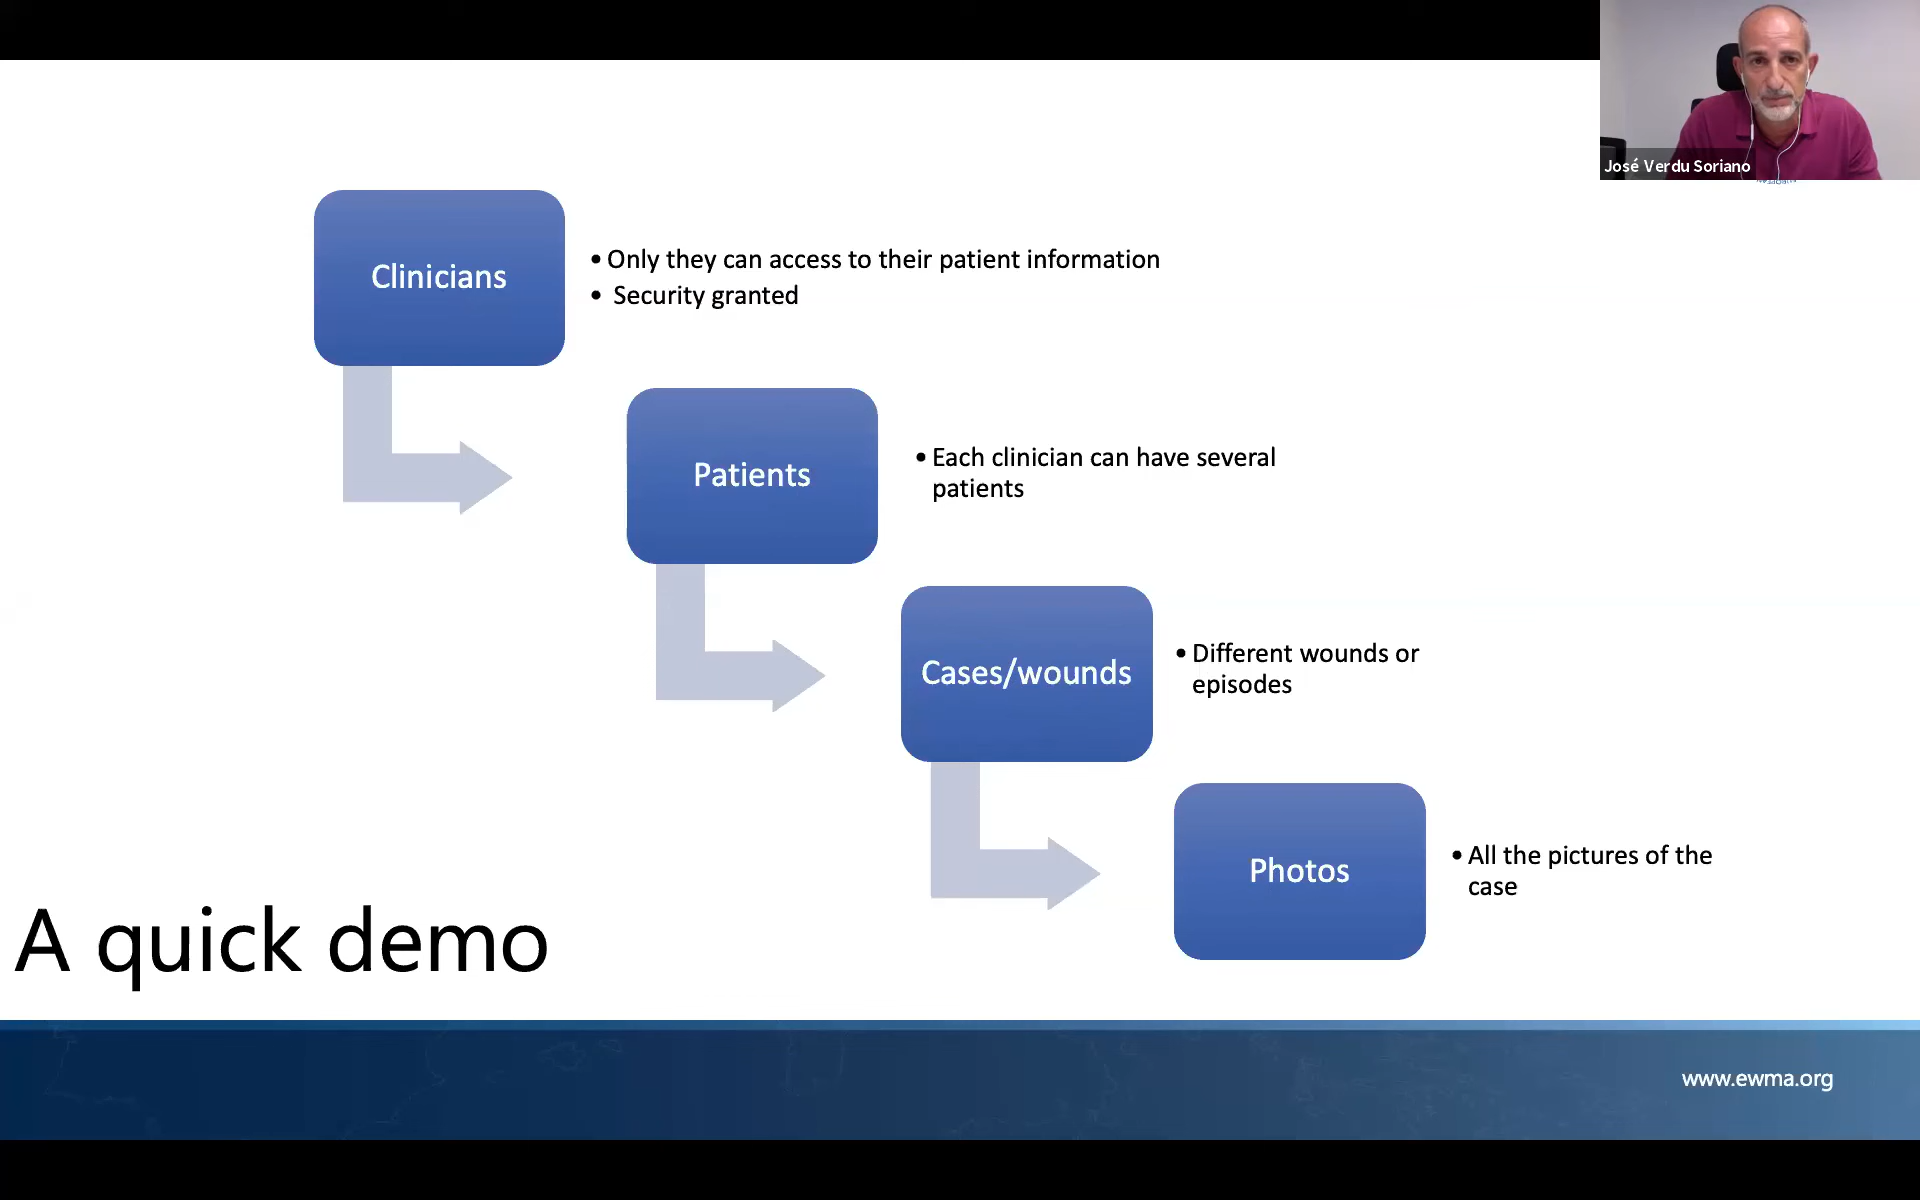 José Verdu Soriano
Clinicians
• Only they can access to their patient information
• Security granted
Patients
• Each clinician can have several
patients
Cases/wounds
• Different wounds or
episodes
Photos
• All the pictures of the
case
A quick demo
www.ewma.org